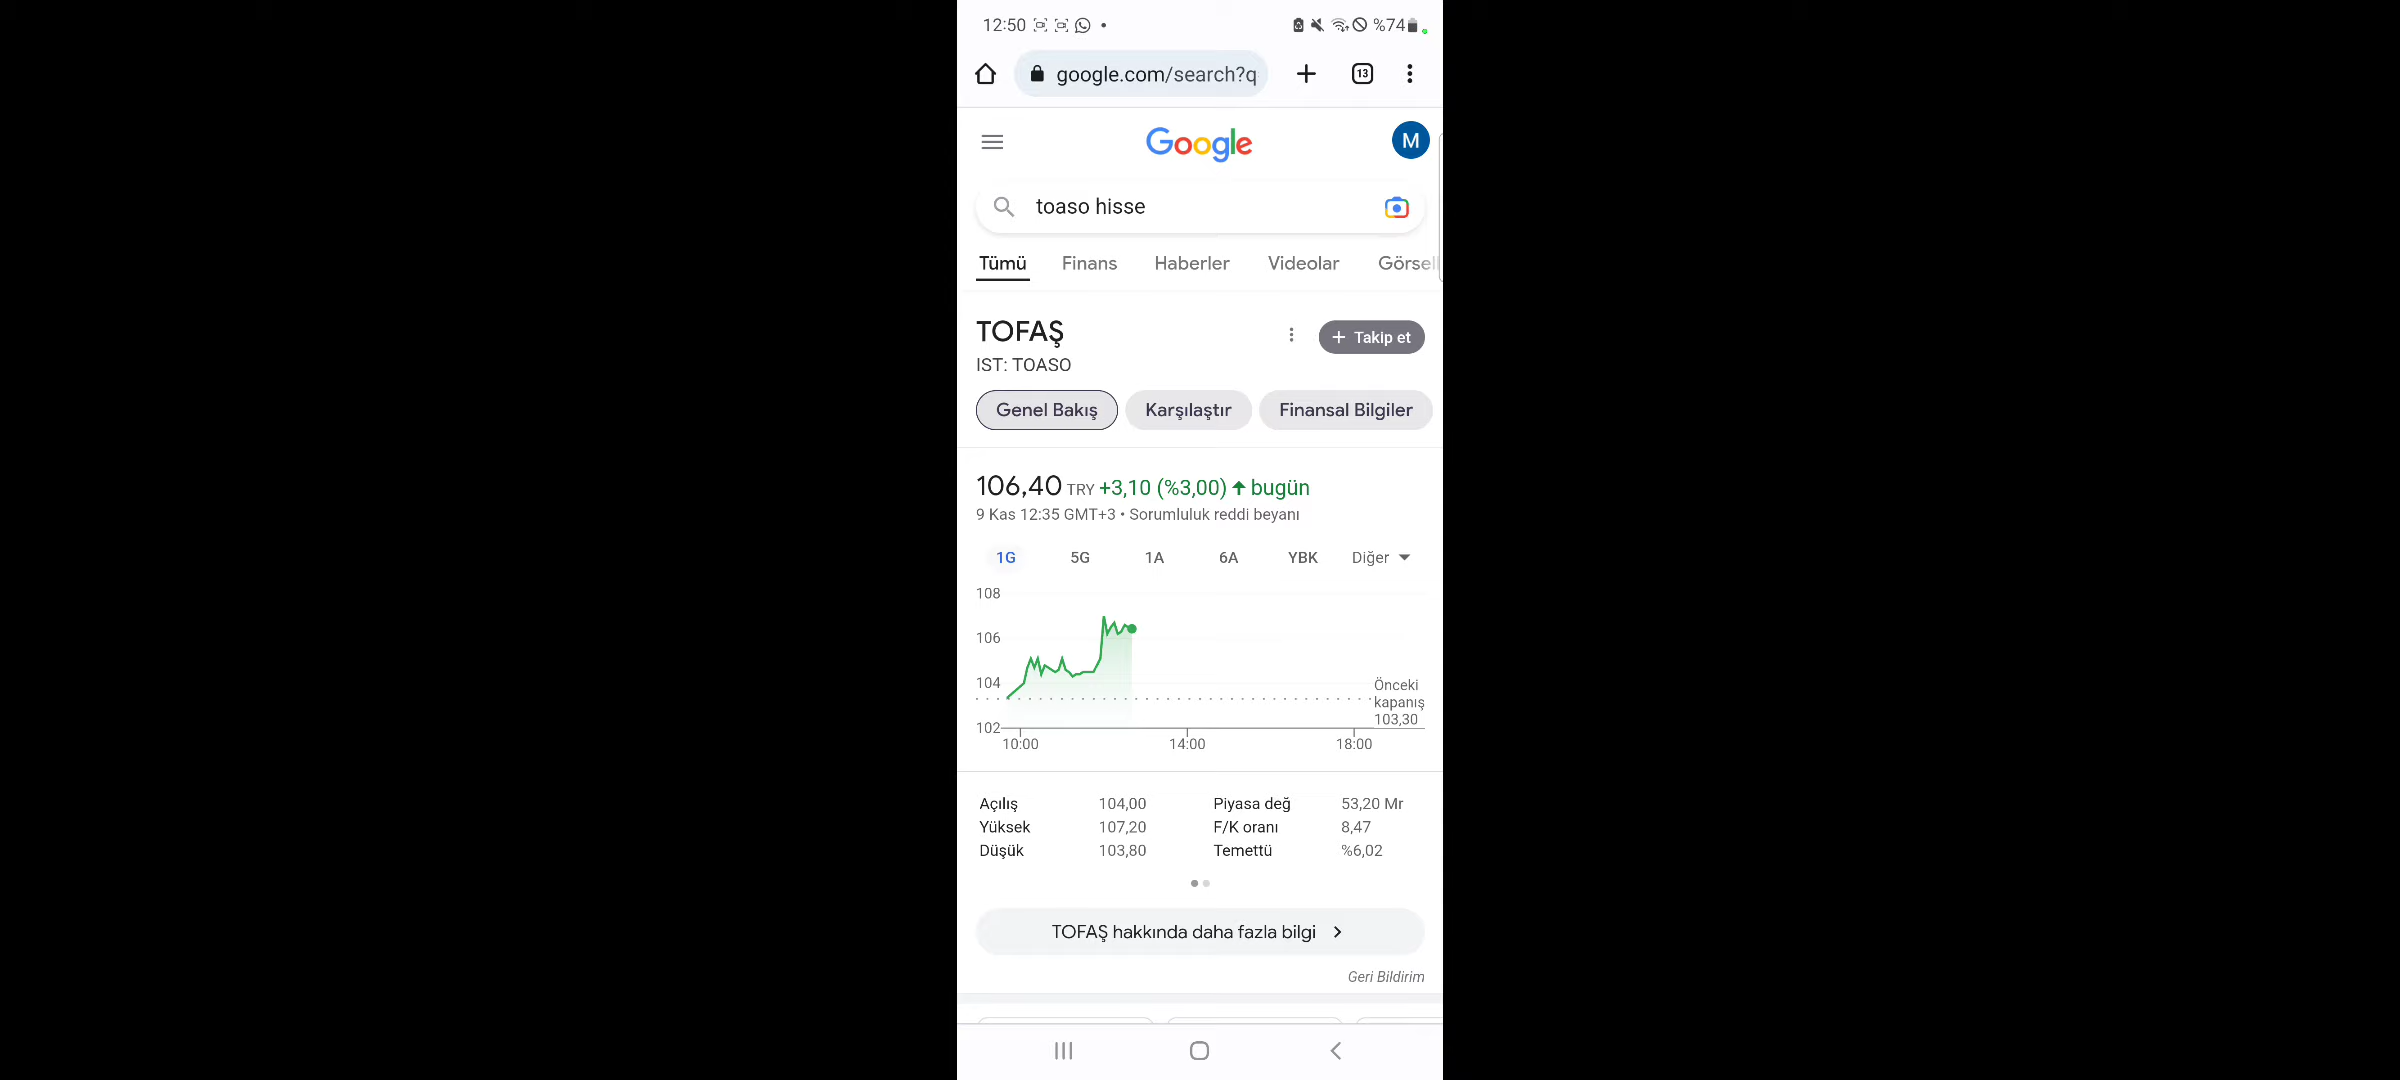 12:50 %74
google.com/search?q 13
Google M
toaso hisse
Tümü Finans Haberler Videolar Görsell
TOFAŞ
+ Takip et
IST: TOASO
Genel Bakış Karşılaştır Finansal Bilgiler
106,40 TRY +3,10 (%3,00) bugün
9 Kas 12:35 GMT+3 • Sorumluluk reddi beyanı
1G 5G 1A 6A YBK Diğer
108
106
104
102
Önceki
kapanış
103,30
10:00 14:00 18:00
Açılış 104,00 Piyasa değ 53,20 Mr
Yüksek 107,20 F/K oranı 8,47
Düşük 103,80 Temettü %6,02
TOFAŞ hakkında daha fazla bilgi
Geri Bildirim